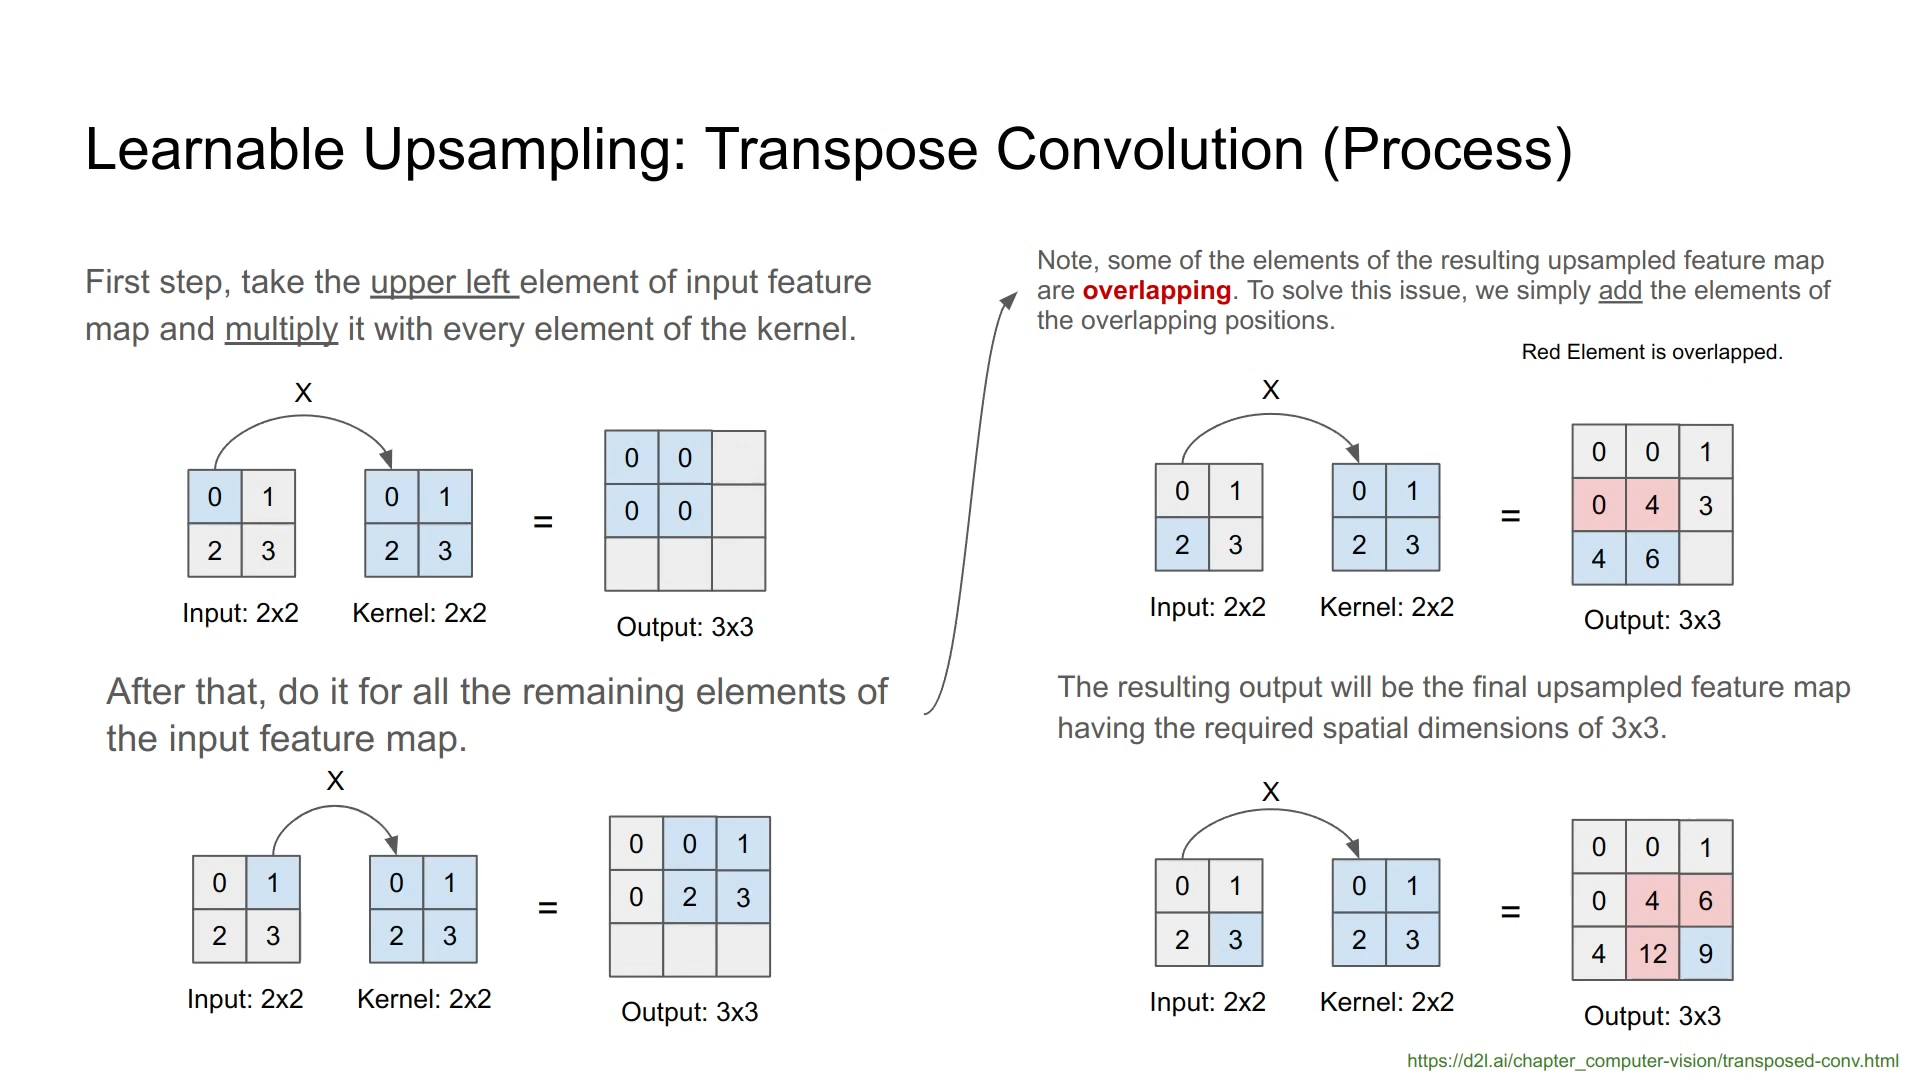 Learnable Upsampling: Transpose Convolution (Process)
First step, take the upper left element of input feature
map and multiply it with every element of the kernel.
X
0 1
2 3
Input: 2x2
0 1
2 3
Kernel: 2x2
=
0 0
0 0
Output: 3x3
After that, do it for all the remaining elements of
the input feature map.
X
0 1
2 3
Input: 2x2
0 1
2 3
Kernel: 2x2
=
0 0 1
0 2 3
Output: 3x3
Note, some of the elements of the resulting upsampled feature map
are overlapping. To solve this issue, we simply add the elements of
the overlapping positions.
Red Element is overlapped.
X
0 1
2 3
Input: 2x2
0 1
2 3
Kernel: 2x2
=
0 0 1
0 4 3
4 6
Output: 3x3
The resulting output will be the final upsampled feature map
having the required spatial dimensions of 3x3.
X
0 1
2 3
Input: 2x2
0 1
2 3
Kernel: 2x2
=
0 0 1
0 4 6
4 12 9
Output: 3x3
https://d2l.ai/chapter_computer-vision/transposed-conv.html